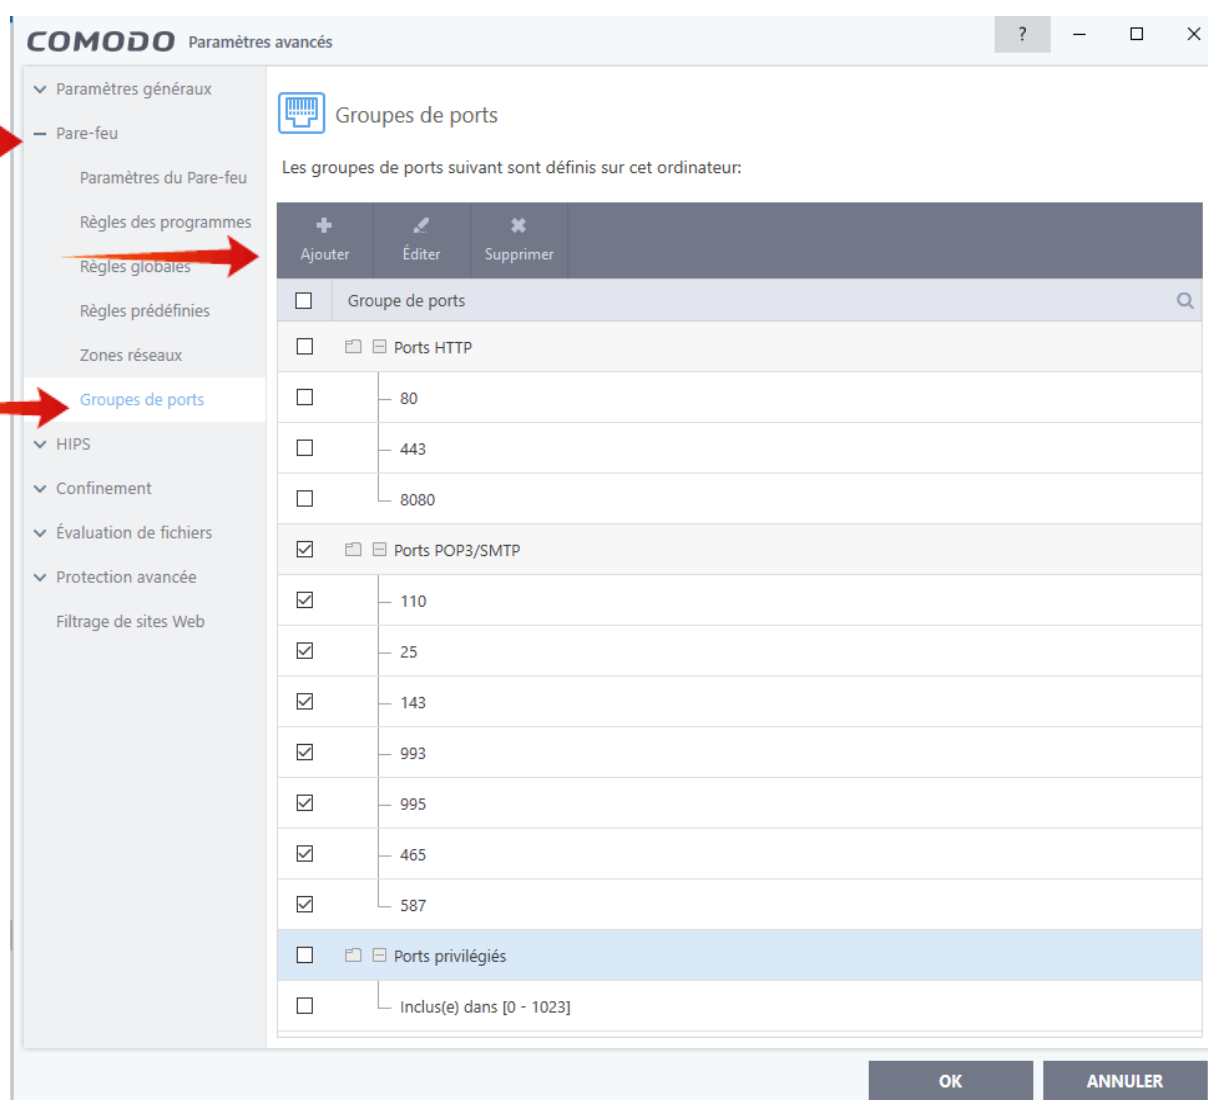 COMODO Paramètres avancés ?
Paramètres généraux
Pare-feu
Paramètres du Pare-feu
Règles des programmes
Règles globales
Règles prédéfinies
Zones réseaux
Groupes de ports
HIPS
Confinement
Évaluation de fichiers
Protection avancée
Filtrage de sites Web
Groupes de ports
Les groupes de ports suivant sont définis sur cet ordinateur:
Ajouter Éditer Supprimer
Groupe de ports
Ports HTTP
80
443
8080
Ports POP3/SMTP
110
25
143
993
995
465
587
Ports privilégiés
Inclus(e) dans [0 - 1023]
OK ANNULER